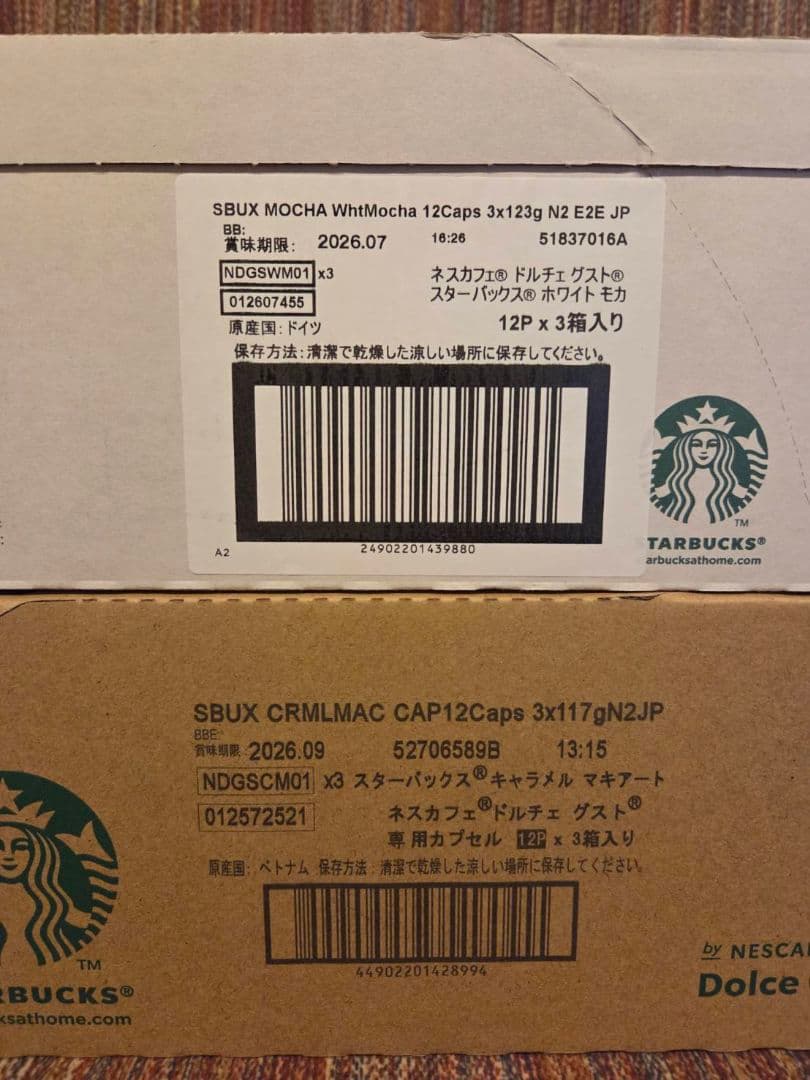 SBUX MOCHA WhtMocha 12Caps 3x123g N2 E2E JP
BB:
賞味期限: 2026.07 16:26 51837016A
NDGSWM01 x3 ネスカフェ® ドルチェ グスト®
012607455 スターバックス® ホワイト モカ
原産国:ドイツ 12P x 3箱入り
保存方法:清潔で乾燥した涼しい場所に保存してください。
A2 24902201439880
TM
TARBUCKS®
arbucksathome.com
SBUX CRMLMAC CAP12Caps 3x117gN2JP
BBE:
賞味期限 2026.09 52706589B 13:15
NDGSCM01 x3 スターバックス®キャラメル マキアート
012572521 ネスカフェ®ドルチェ グスト®
専用カプセル 12P x 3箱入り
原産国: ベトナム 保存方法:清潔で乾燥した涼しい場所に保存してください。
44902201428994
TM
RBUCKS®
ksathome.com
by NESCA
Dolce